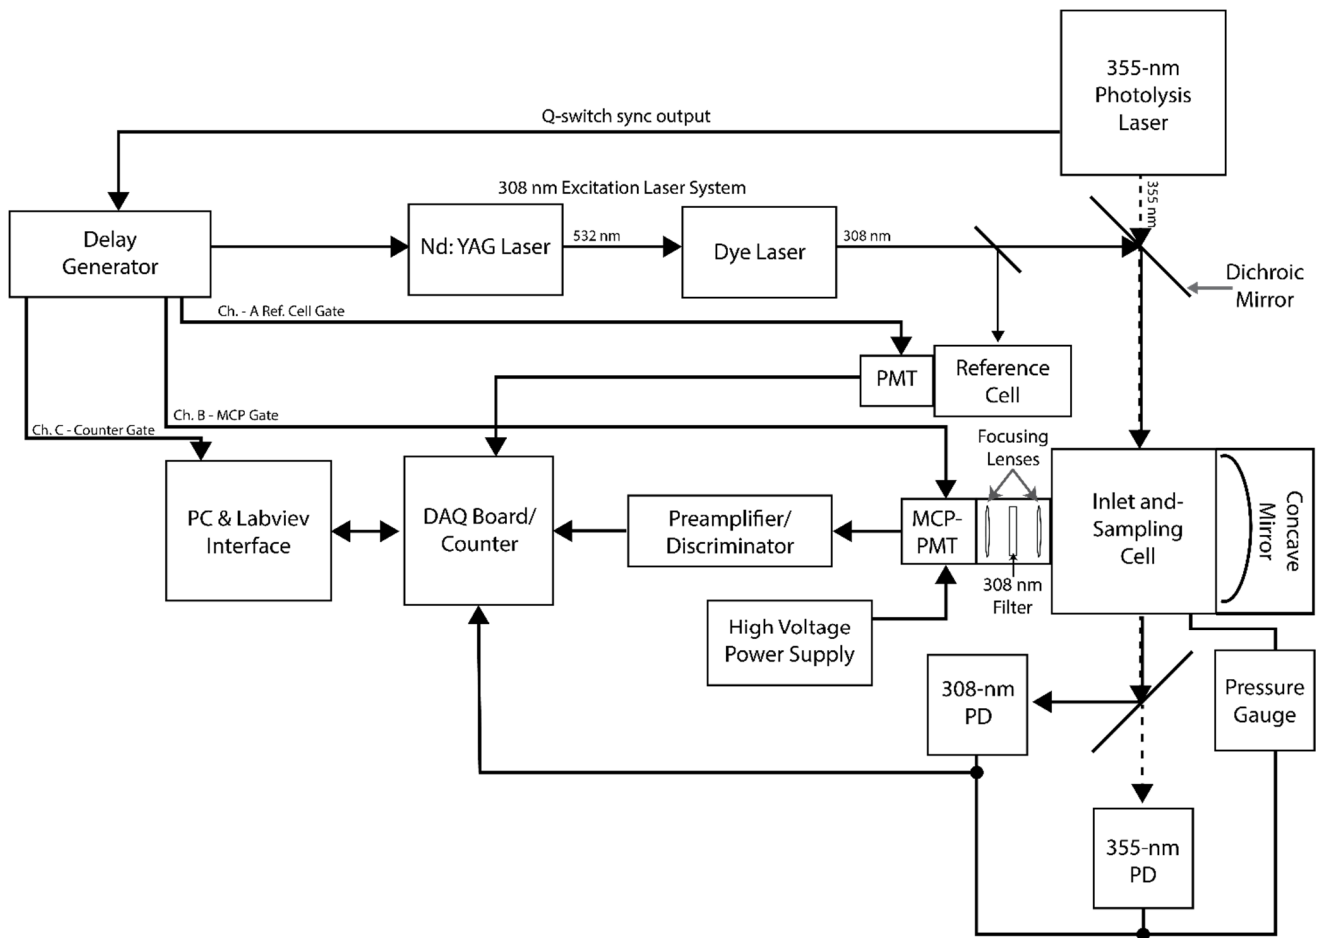 355-nm
Photolysis
Laser
Q-switch sync output
355 nm
308 nm Excitation Laser System
Delay
Generator
Nd: YAG Laser
532 nm
Dye Laser
308 nm
Dichroic
Mirror
Ch. - A Ref. Cell Gate
PMT
Reference
Cell
Ch. B - MCP Gate
Ch. C - Counter Gate
Focusing
Lenses
PC & Labviev
Interface
DAQ Board/
Counter
Preamplifier/
Discriminator
MCP-
PMT
308 nm
Filter
Inlet and-
Sampling
Cell
Concave
Mirror
High Voltage
Power Supply
308-nm
PD
Pressure
Gauge
355-nm
PD